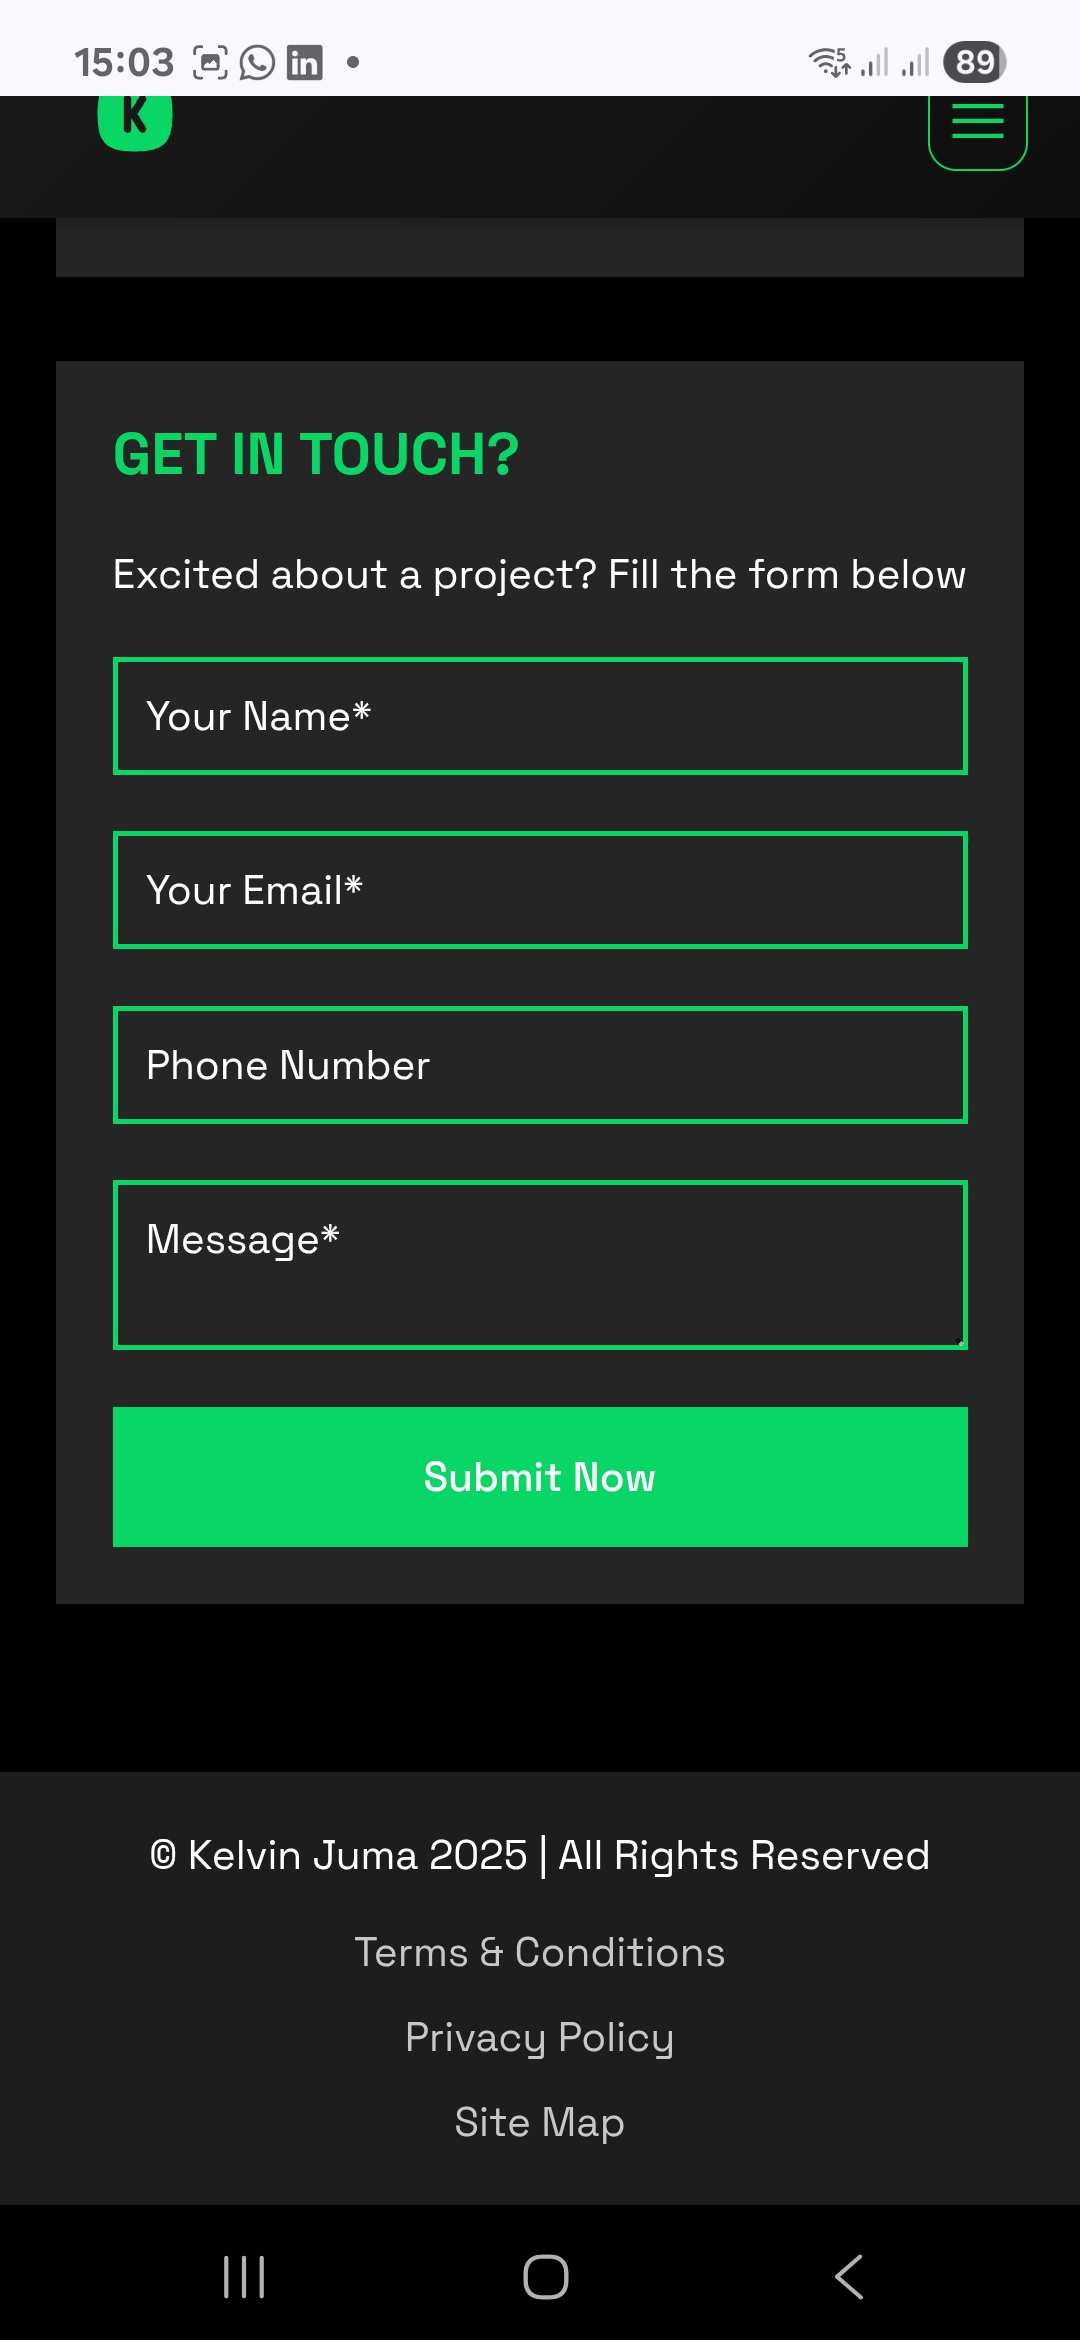 15:03
5
89
K
GET IN TOUCH?
Excited about a project? Fill the form below
Your Name*
Your Email*
Phone Number
Message*
Submit Now
© Kelvin Juma 2025 | All Rights Reserved
Terms & Conditions
Privacy Policy
Site Map